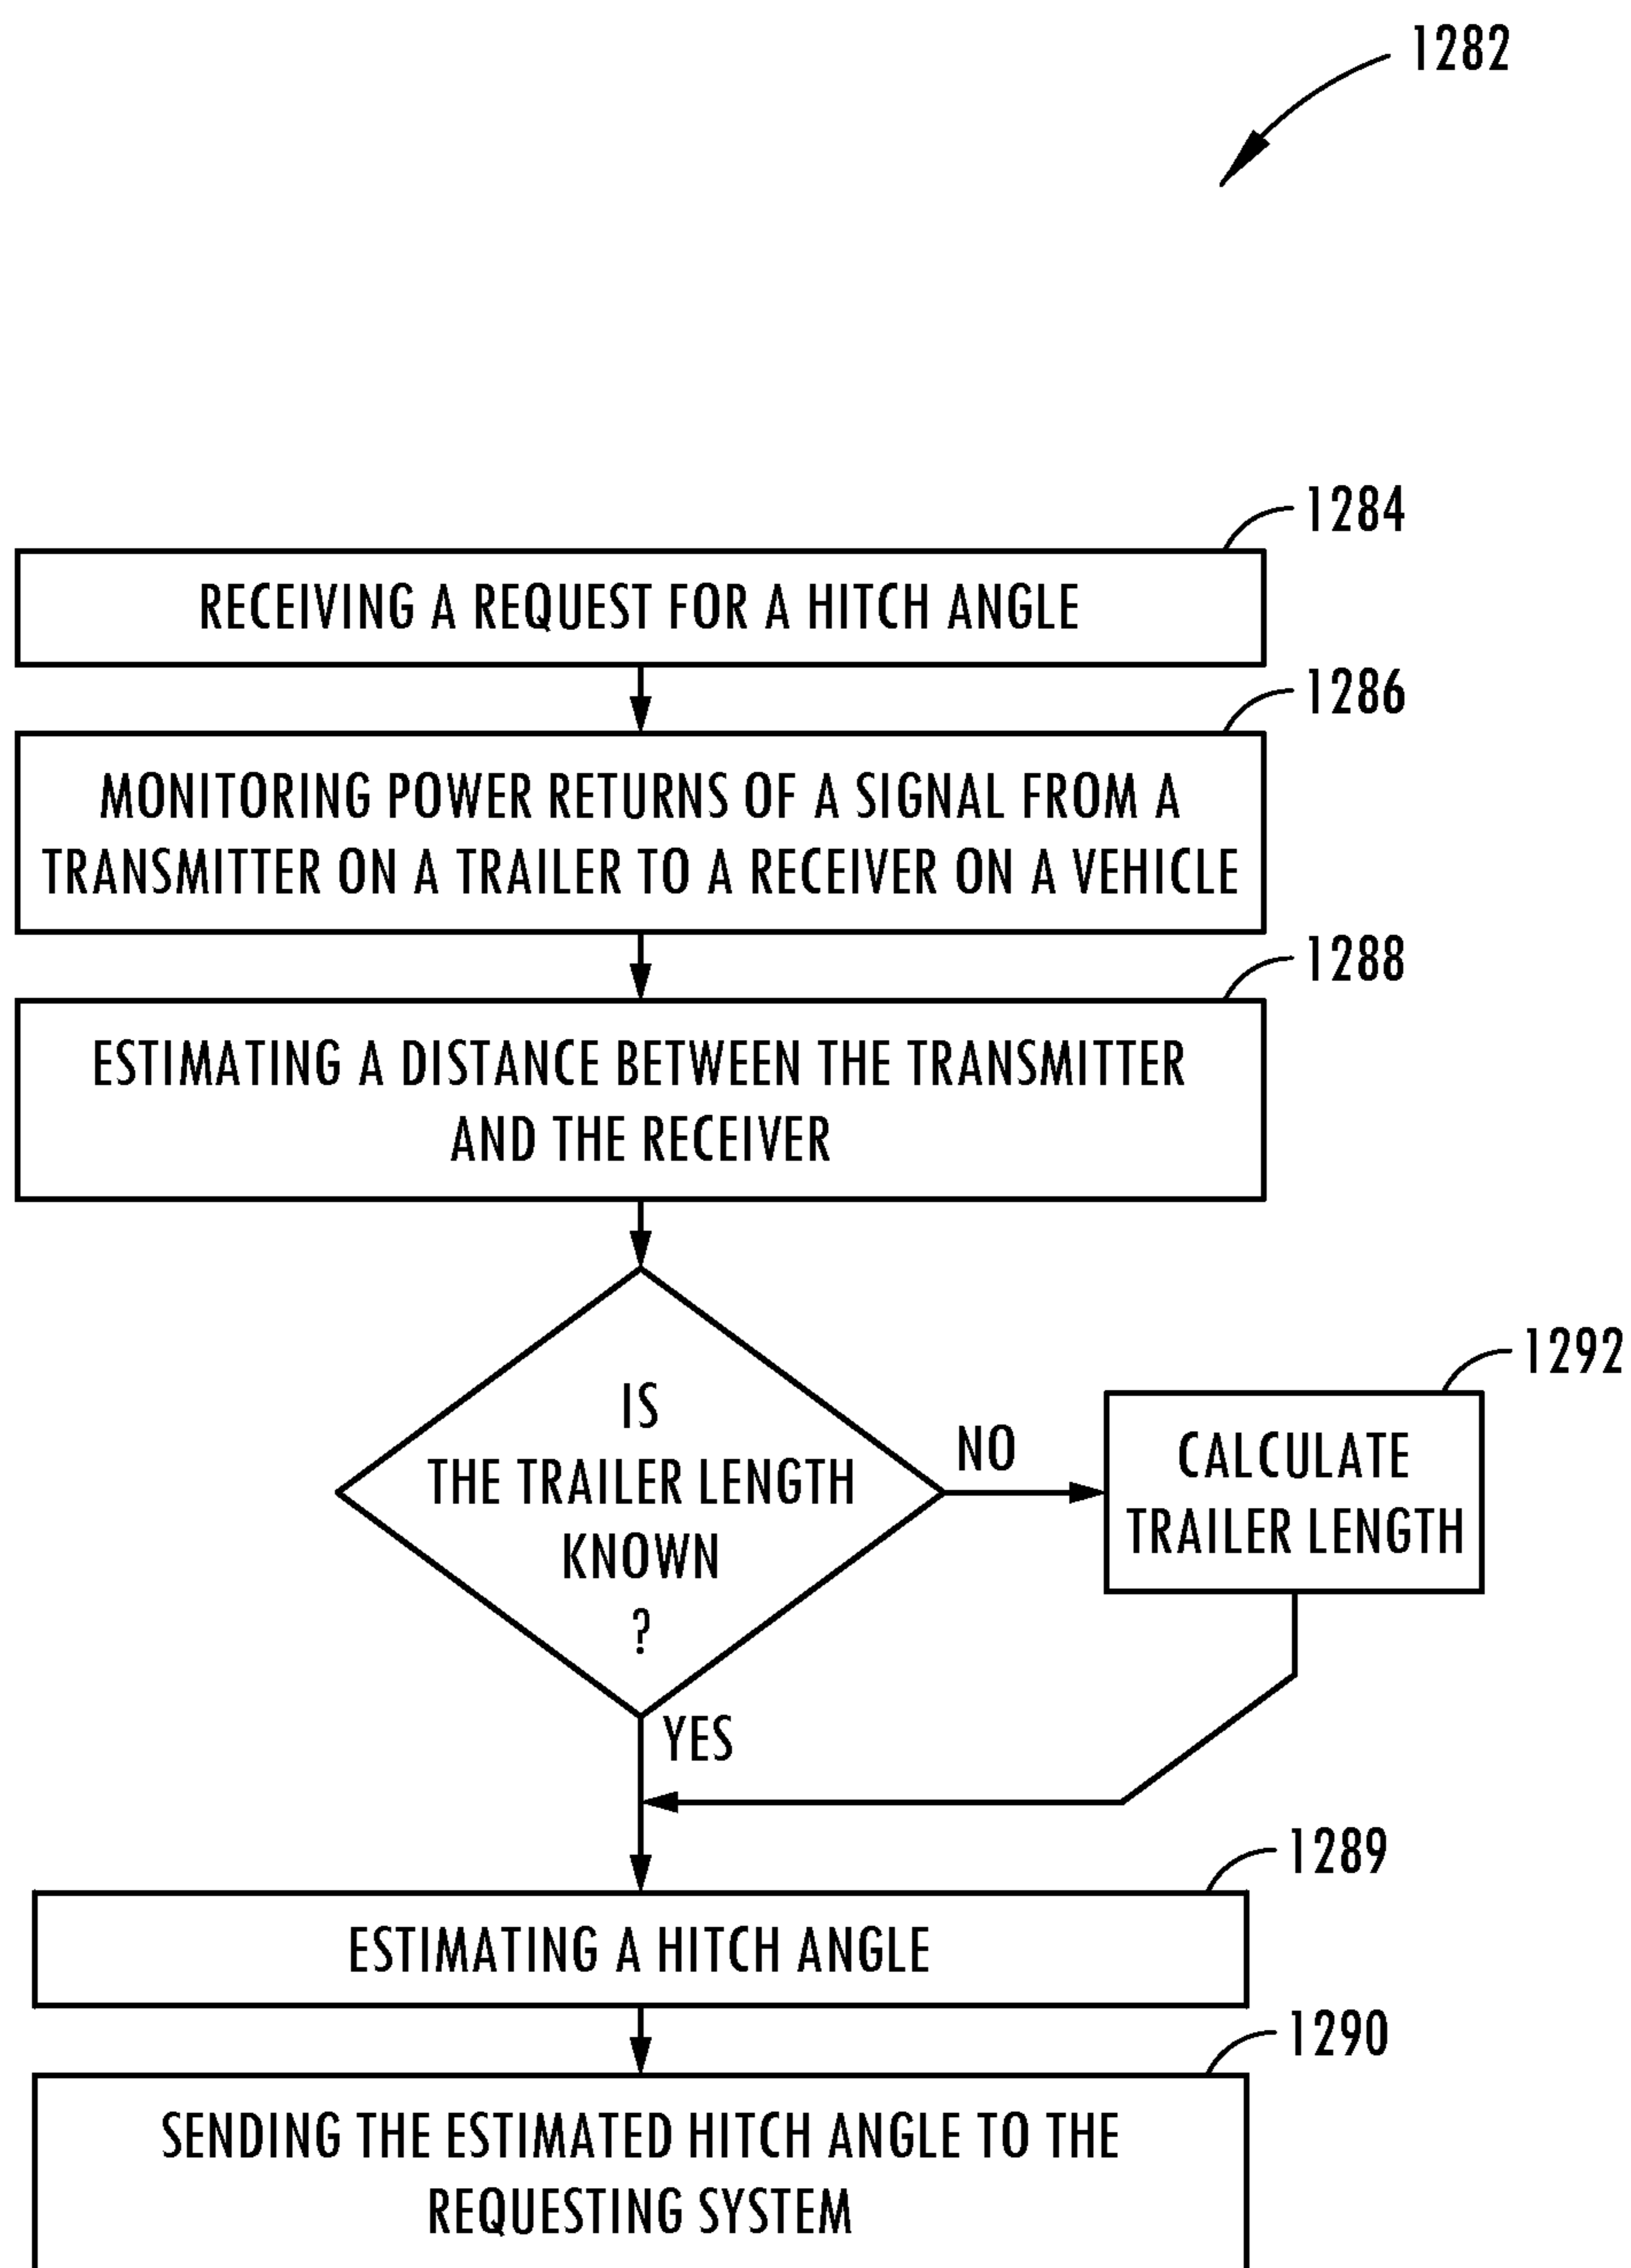 1282
1284
RECEIVING A REQUEST FOR A HITCH ANGLE
1286
MONITORING POWER RETURNS OF A SIGNAL FROM A
TRANSMITTER ON A TRAILER TO A RECEIVER ON A VEHICLE
1288
ESTIMATING A DISTANCE BETWEEN THE TRANSMITTER
AND THE RECEIVER
IS
THE TRAILER LENGTH
KNOWN
?
NO
1292
CALCULATE
TRAILER LENGTH
YES
1289
ESTIMATING A HITCH ANGLE
1290
SENDING THE ESTIMATED HITCH ANGLE TO THE
REQUESTING SYSTEM